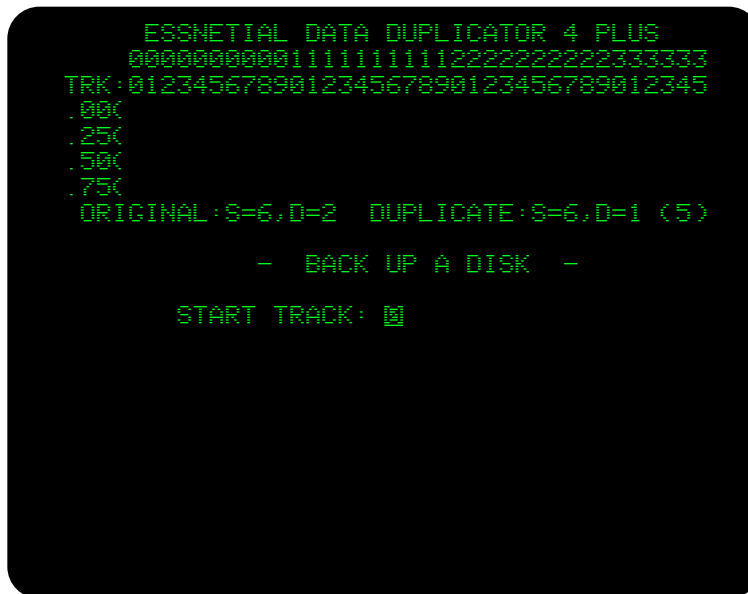 ESSNETIAL DATA DUPLICATOR 4 PLUS
000000000011111111112222222222333333
TRK:012345678901234567890123456789012345
.00(
.25(
.50(
.75(
ORIGINAL:S=6,D=2 DUPLICATE:S=6,D=1 (5)
- BACK UP A DISK -
START TRACK: 0